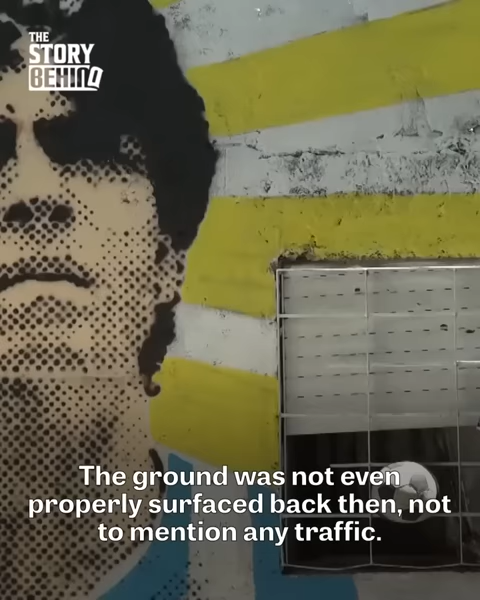 THE
STORY
BEHIND
The ground was not even
properly surfaced back then, not
to mention any traffic.